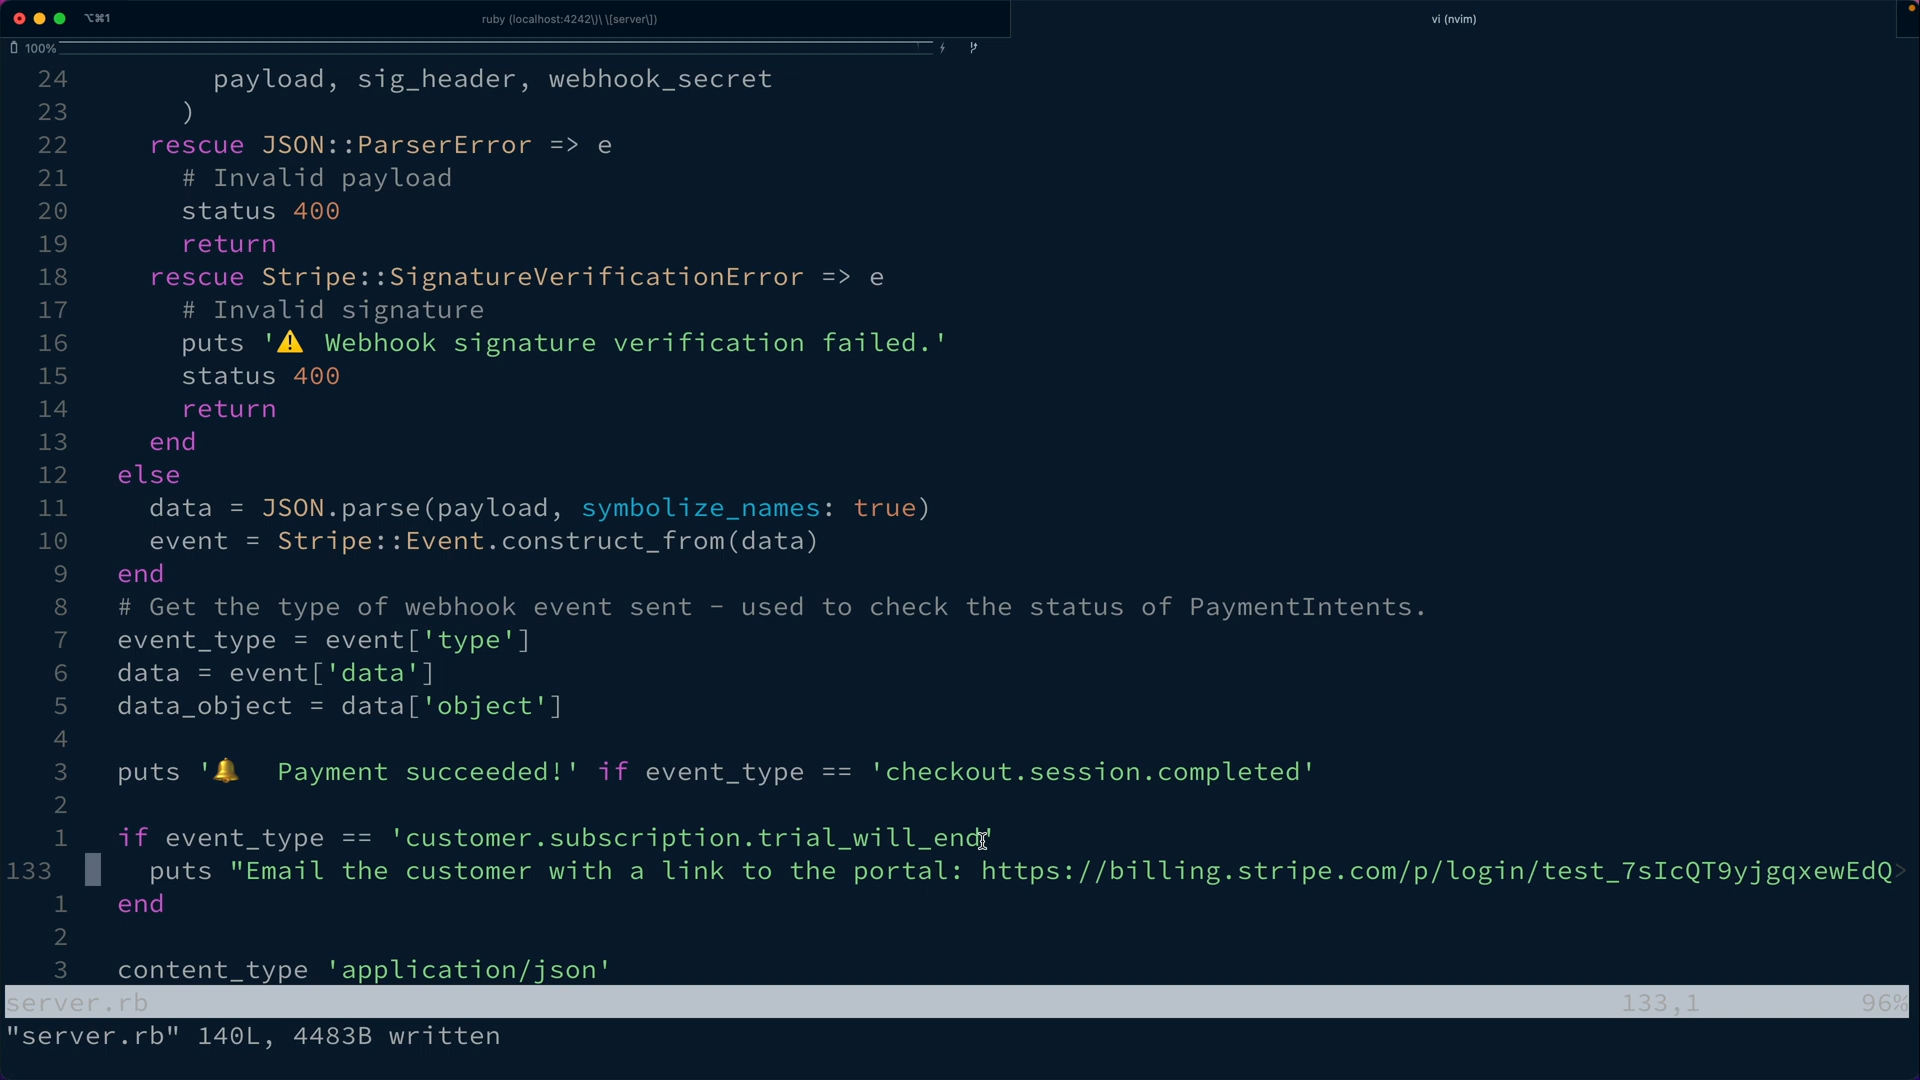 ⌥⌘1
ruby (localhost:4242\)\ \[server\])
vi (nvim)
100%
24 payload, sig_header, webhook_secret
23 )
22 rescue JSON::ParserError => e
21 # Invalid payload
20 status 400
19 return
18 rescue Stripe::SignatureVerificationError => e
17 # Invalid signature
16 puts '⚠️ Webhook signature verification failed.'
15 status 400
14 return
13 end
12 else
11 data = JSON.parse(payload, symbolize_names: true)
10 event = Stripe::Event.construct_from(data)
9 end
8 # Get the type of webhook event sent - used to check the status of PaymentIntents.
7 event_type = event['type']
6 data = event['data']
5 data_object = data['object']
4
3 puts '🔔  Payment succeeded!' if event_type == 'checkout.session.completed'
2
1 if event_type == 'customer.subscription.trial_will_end'
133 puts "Email the customer with a link to the portal: https://billing.stripe.com/p/login/test_7sIcQT9yjgqxewEdQ>
1 end
2
3 content_type 'application/json'
server.rb 133,1 96%
"server.rb" 140L, 4483B written